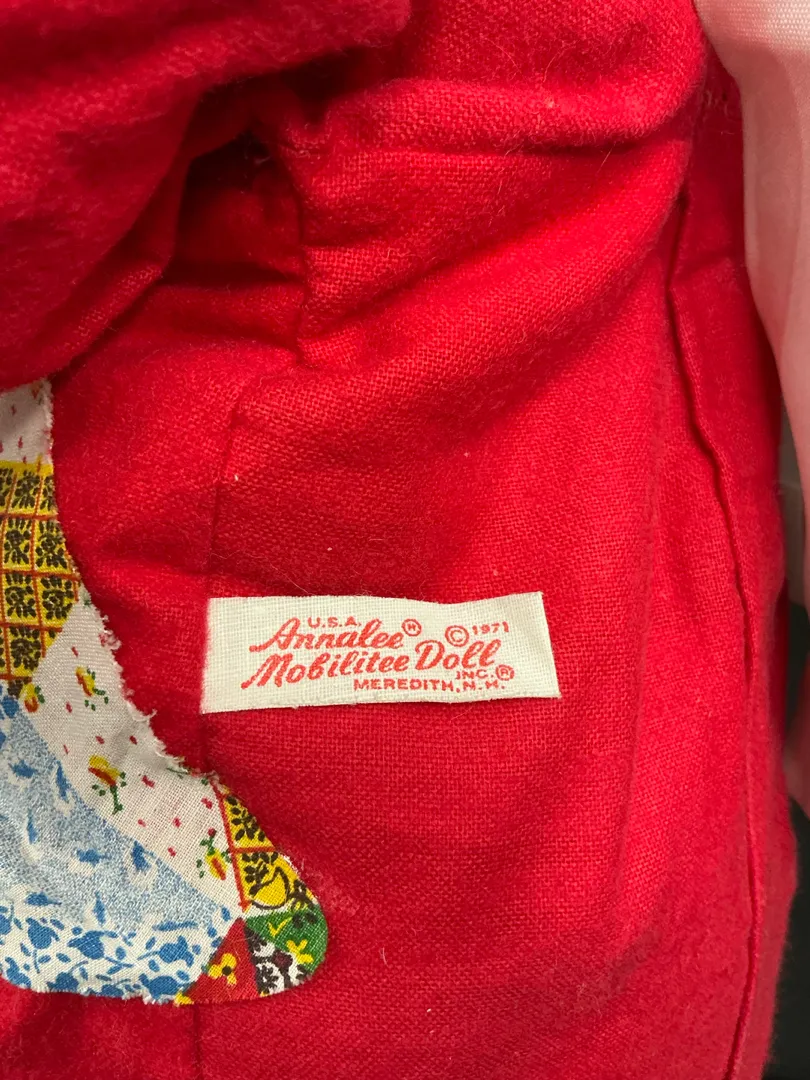 U.S.A.
Annalee® © 1971
Mobilitee Doll
INC.®
MEREDITH, N.H.